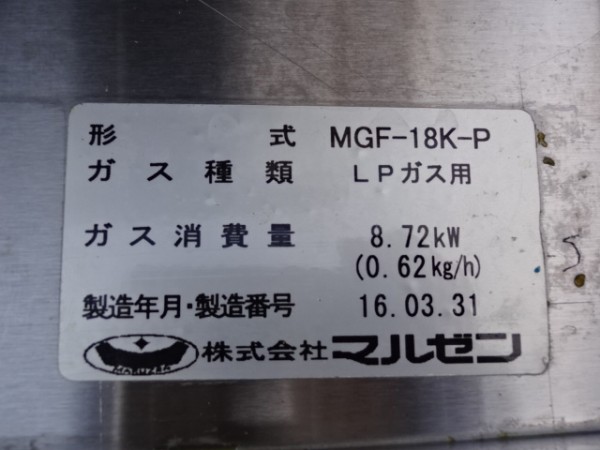 形式 MGF-18K-P
ガス種類 LPガス用
ガス消費量 8.72kW
(0.62kg/h)
製造年月・製造番号 16.03.31
MARUZEN 株式会社 マルゼン